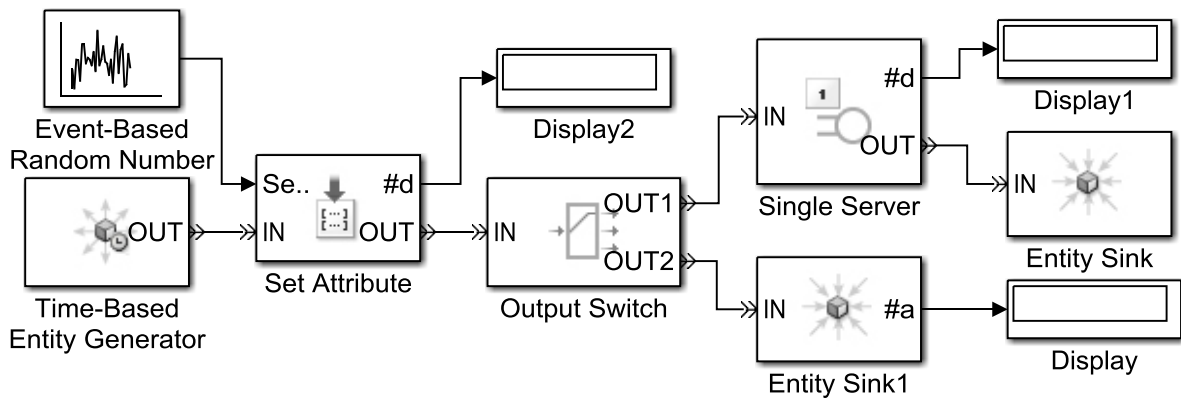 Event-Based
Random Number
OUT
Time-Based
Entity Generator
Se..
#d
IN
OUT
Set Attribute
Display2
IN
OUT1
OUT2
Output Switch
IN
1
#d
OUT
Single Server
Display1
IN
Entity Sink
IN
#a
Entity Sink1
Display